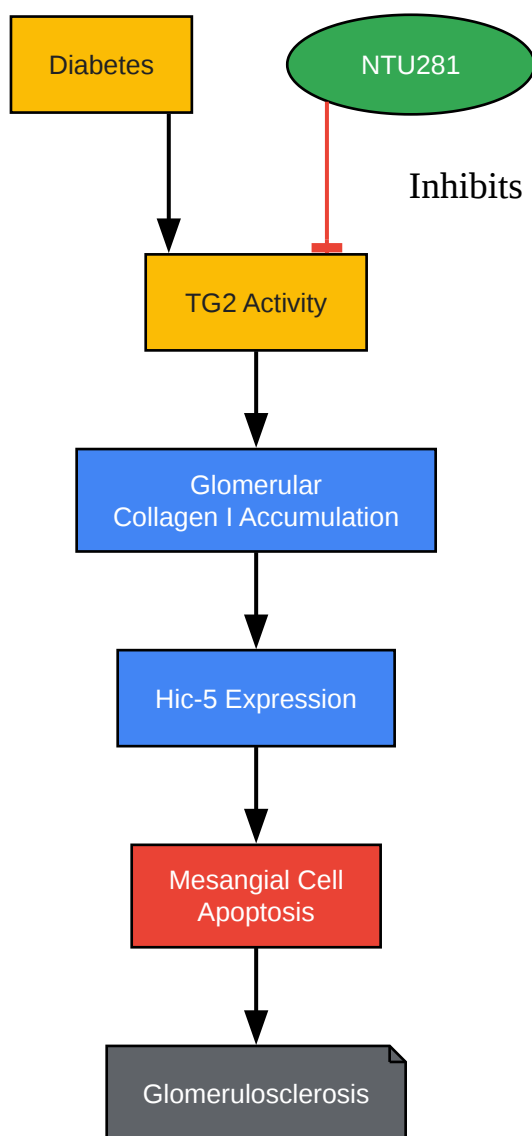 Diabetes
NTU281
Inhibits
TG2 Activity
Glomerular
Collagen I Accumulation
Hic-5 Expression
Mesangial Cell
Apoptosis
Glomerulosclerosis